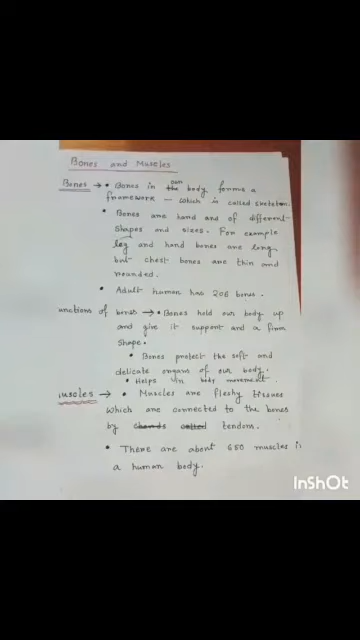 Bones and Muscles
Bones → • Bones in our body, forms a
framework - which is called skeleton.
• Bones are hard and of different
shapes and sizes. For example
leg and hand bones are long
but chest bones are thin and
rounded.
• Adult human has 206 bones.
unctions of bones → • Bones hold our body up
and give it support and a firm
shape.
• Bones protect the soft and
delicate organs of our body.
• Helps in body movement.
uscles → • Muscles are fleshy tissues
which are connected to the bones
by tendons.
• There are about 650 muscles i
a human body.
InShOt